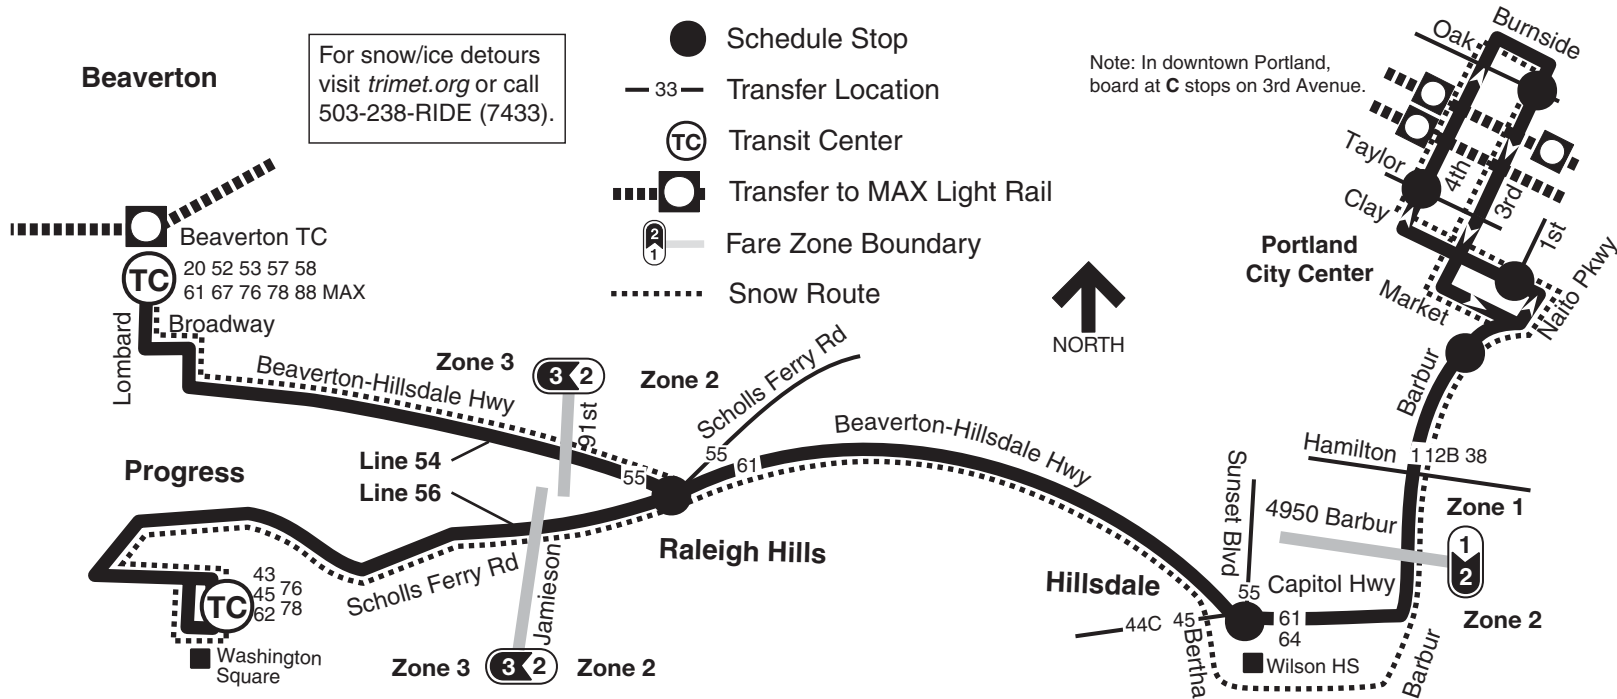 Beaverton
For snow/ice detours
visit trimet.org or call
503-238-RIDE (7433).
Schedule Stop
33
Transfer Location
TC
Transit Center
Transfer to MAX Light Rail
2
1
Fare Zone Boundary
Snow Route
Note: In downtown Portland,
board at C stops on 3rd Avenue.
NORTH
Oak
Burnside
Taylor
4th
3rd
Clay
1st
Portland
City Center
Market
Naito Pkwy
Barbur
Beaverton TC
TC
20 52 53 57 58
61 67 76 78 88 MAX
Lombard
Broadway
Beaverton-Hillsdale Hwy
Zone 3
3 2
Zone 2
91st
Scholls Ferry Rd
55
55
61
Beaverton-Hillsdale Hwy
Line 54
Line 56
Progress
Raleigh Hills
Scholls Ferry Rd
Jamieson
TC
43
45 76
62 78
Washington
Square
Zone 3
3 2
Zone 2
Hamilton
1 12B 38
Zone 1
4950 Barbur
1
2
Zone 2
Sunset Blvd
Hillsdale
Capitol Hwy
55
44C
45
61
64
Bertha
Wilson HS
Barbur